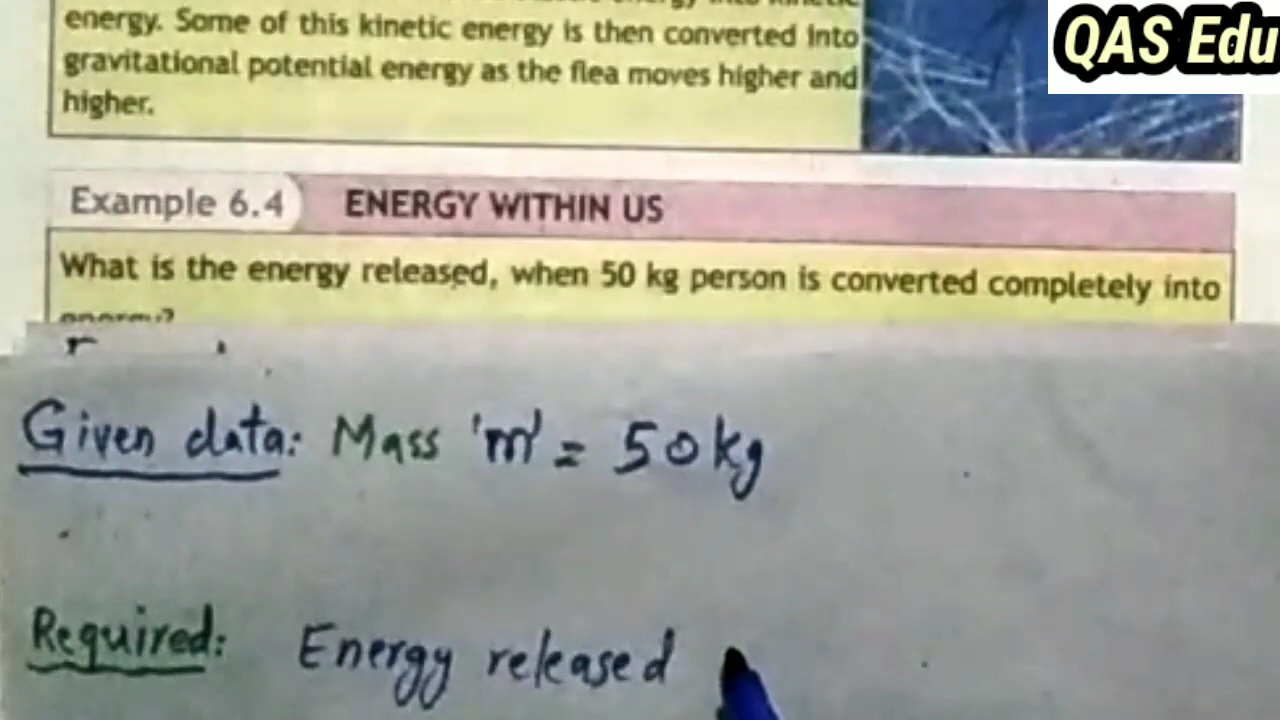 QAS Edu
energy. Some of this kinetic energy is then converted into
gravitational potential energy as the flea moves higher and
higher.
Example 6.4 ENERGY WITHIN US
What is the energy released, when 50 kg person is converted completely into
energy?
Given data: Mass 'm' = 50kg
Required: Energy released